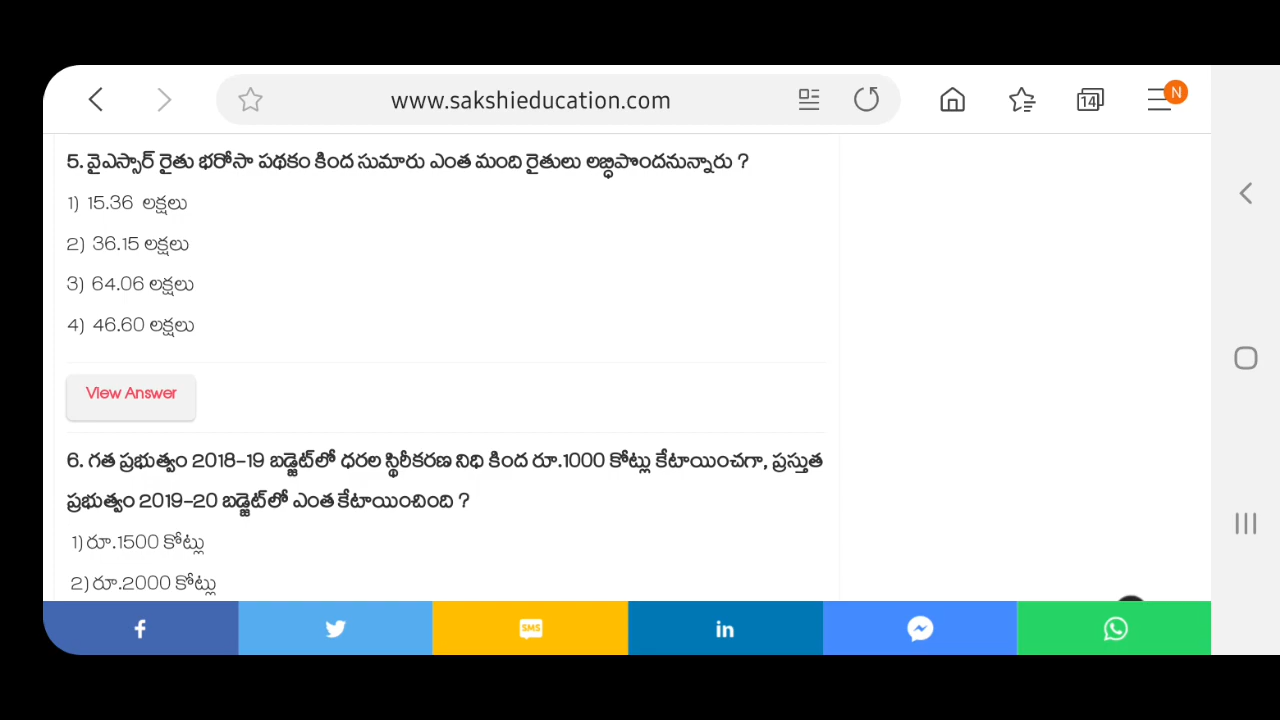 www.sakshieducation.com
14
N
5. వైఎస్సార్ రైతు భరోసా పథకం కింద సుమారు ఎంత మంది రైతులు లబ్ధిపొందనున్నారు ?
1) 15.36 లక్షలు
2) 36.15 లక్షలు
3) 64.06 లక్షలు
4) 46.60 లక్షలు
View Answer
6. గత ప్రభుత్వం 2018-19 బడ్జెట్‌లో ధరల స్థిరీకరణ నిధి కింద రూ.1000 కోట్లు కేటాయించగా, ప్రస్తుత
ప్రభుత్వం 2019-20 బడ్జెట్‌లో ఎంత కేటాయించింది ?
1) రూ.1500 కోట్లు
2) రూ.2000 కోట్లు
f
SMS
in